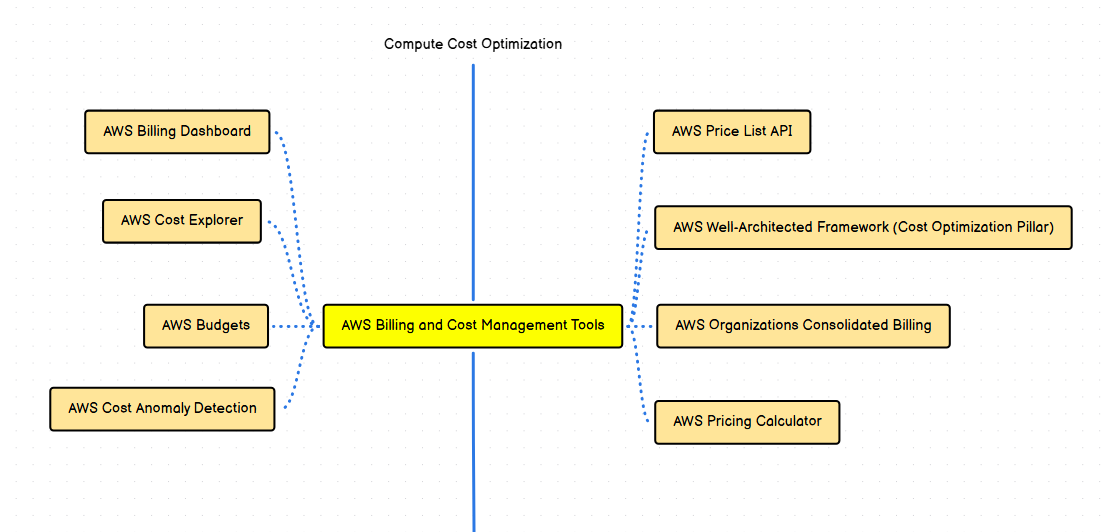 Compute Cost Optimization
AWS Billing Dashboard
AWS Price List API
AWS Cost Explorer
AWS Well-Architected Framework (Cost Optimization Pillar)
AWS Budgets
AWS Billing and Cost Management Tools
AWS Organizations Consolidated Billing
AWS Cost Anomaly Detection
AWS Pricing Calculator